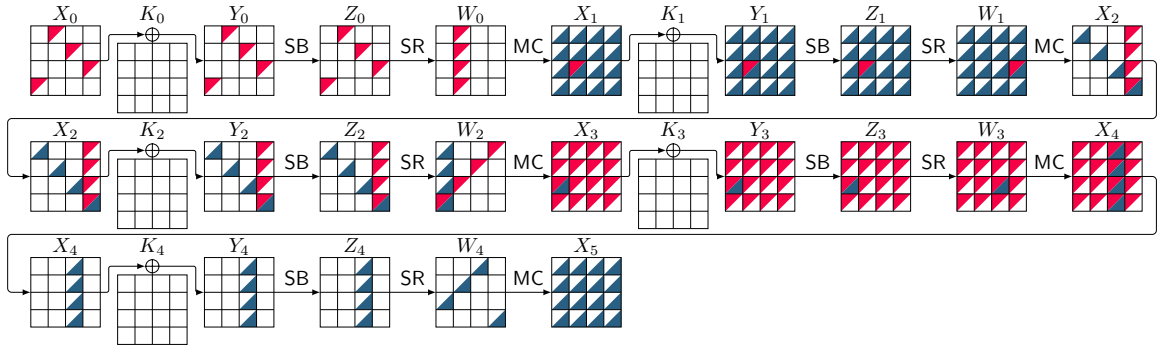 X₀ K₀ Y₀ Z₀ W₀ X₁ K₁ Y₁ Z₁ W₁ X₂
SB SR MC SB SR MC
X₂ K₂ Y₂ Z₂ W₂ X₃ K₃ Y₃ Z₃ W₃ X₄
SB SR MC SB SR MC
X₄ K₄ Y₄ Z₄ W₄ X₅
SB SR MC